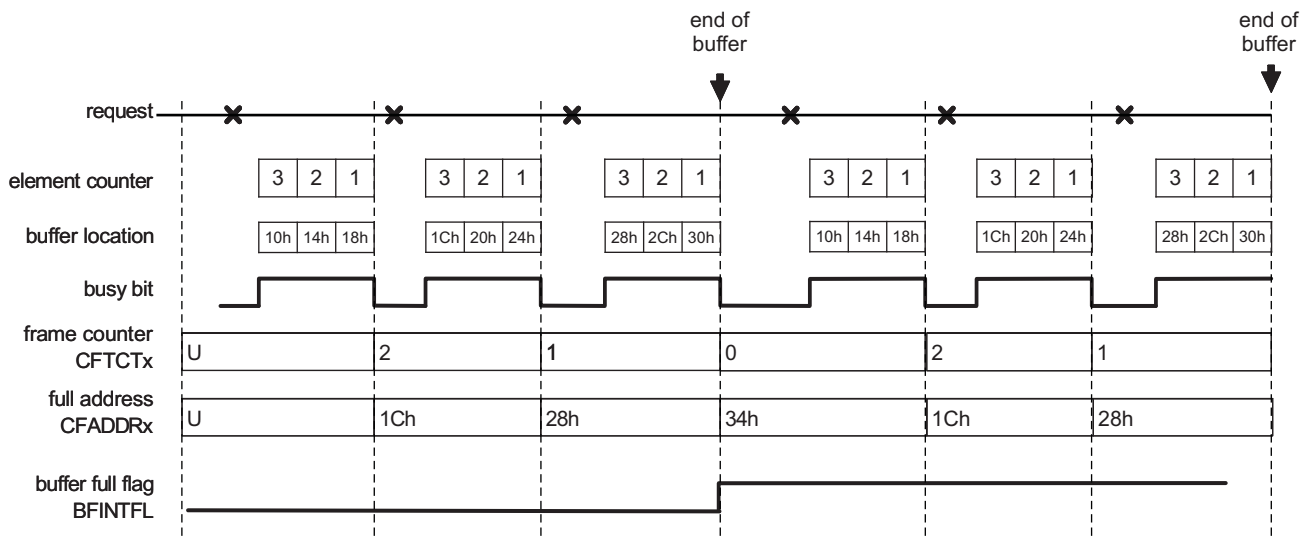 end of
buffer
end of
buffer
request
element counter
3 2 1 3 2 1 3 2 1 3 2 1 3 2 1 3 2 1
buffer location
10h 14h 18h 1Ch 20h 24h 28h 2Ch 30h 10h 14h 18h 1Ch 20h 24h 28h 2Ch 30h
busy bit
frame counter
CFTCTx
U 2 1 0 2 1
full address
CFADDRx
U 1Ch 28h 34h 1Ch 28h
buffer full flag
BFINTFL